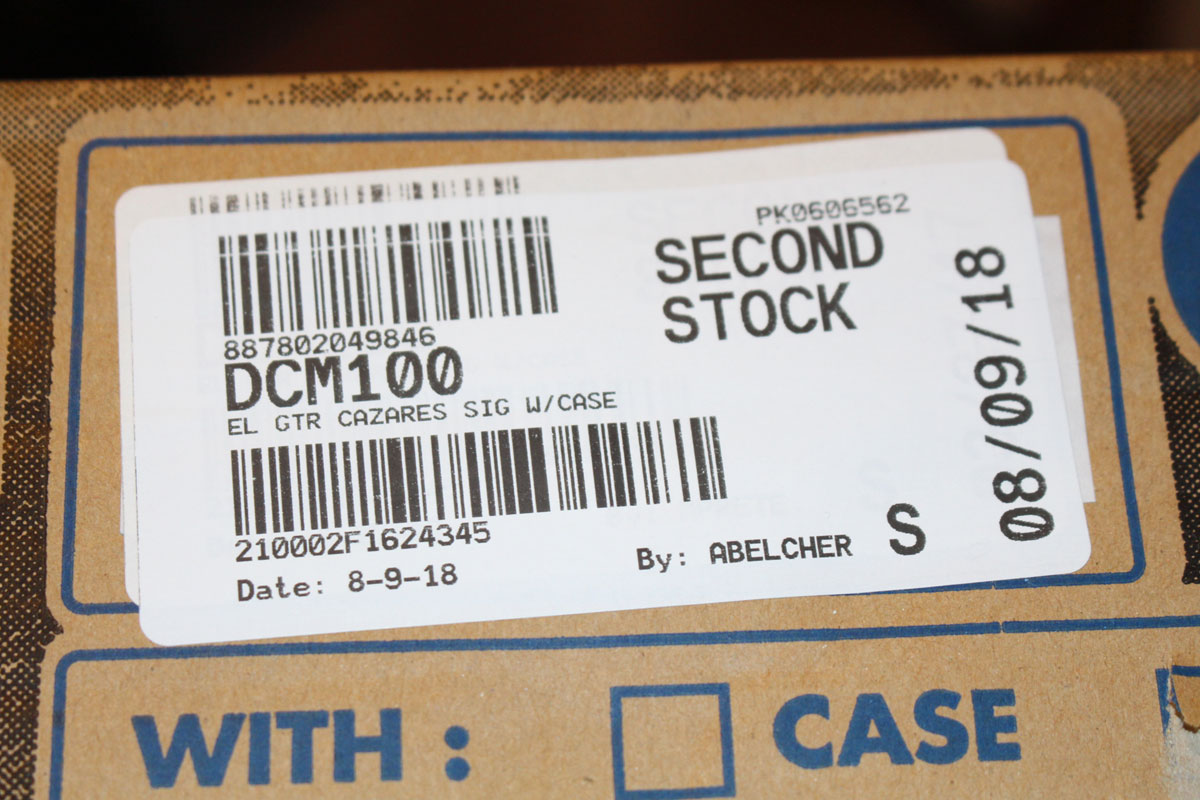 PK0606562
SECOND
STOCK
887802049846
DCM100
EL GTR CAZARES SIG W/CASE
210002F1624345
Date: 8-9-18
By: ABELCHER
S
08/09/18
WITH :
CASE